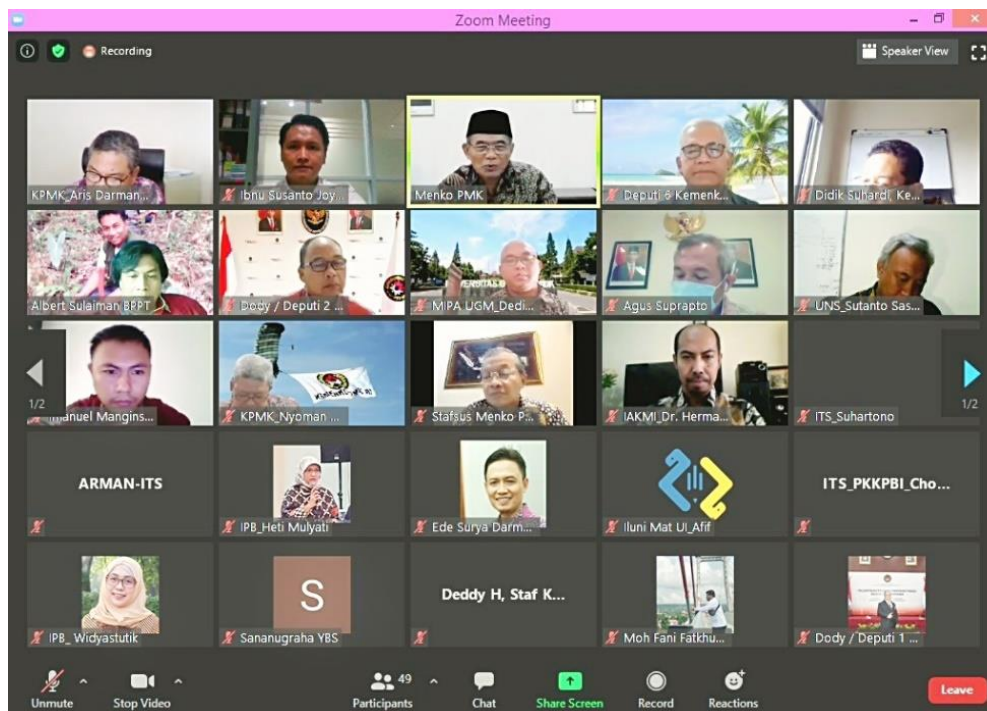 Zoom Meeting
Recording
Speaker View
KPMK_Aris Darman...
Ibnu Susanto Joy...
Menko PMK
Deputi 6 Kemenk...
Didik Suhardi, Ke...
Albert Sulaiman BPPT
Dody / Deputi 2 ...
MIPA UGM_Dedi...
Agus Suprapto
UNS_Sutanto Sas...
1/2
manuel Mangins...
KPMK_Nyoman ...
Stafsus Menko P...
IAKMI_Dr. Herma...
ITS_Suhartono
1/2
ARMAN-ITS
IPB_Heti Mulyati
Ede Surya Darm...
Iluni Mat UI_Afif
ITS_PKKPBI_Cho...
IPB_ Widyastutik
S
Sananugraha YBS
Deddy H, Staf K...
Moh Fani Fatkhu...
Dody / Deputi 1 ...
Unmute
Stop Video
49
Participants
Chat
Share Screen
Record
Reactions
Leave